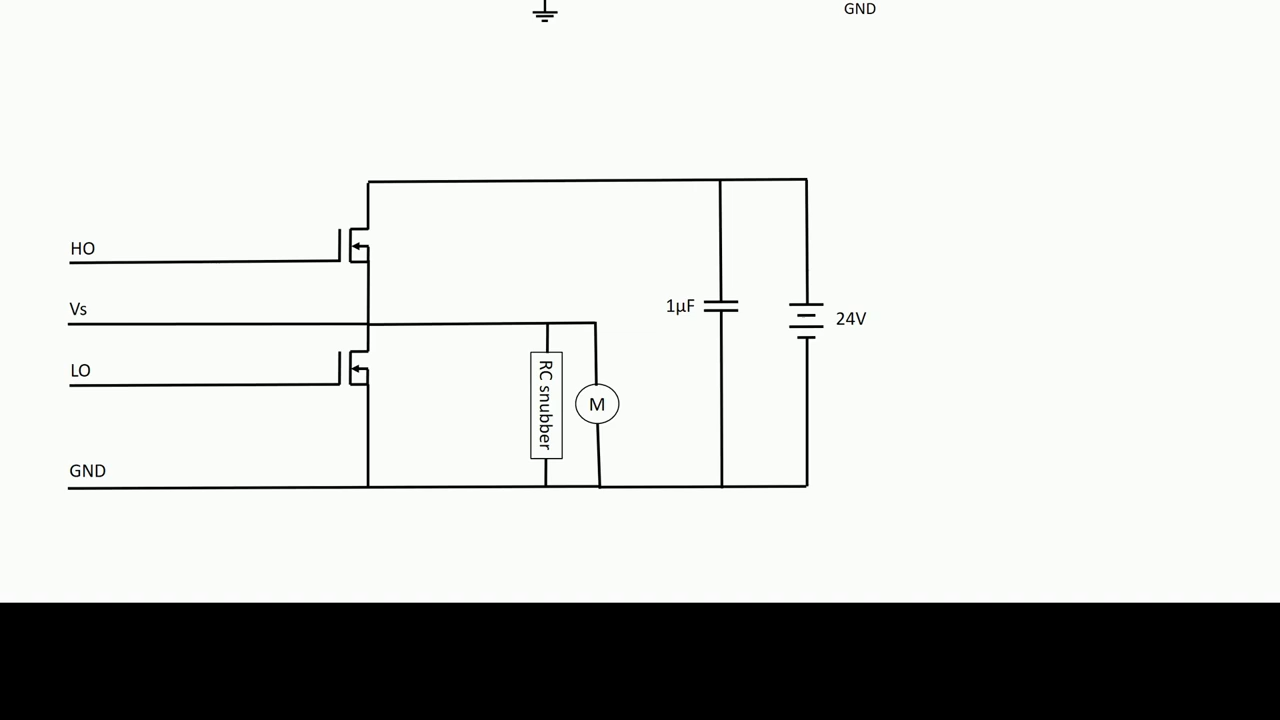 GND
HO
Vs
1µF
24V
LO
RC snubber
M
GND